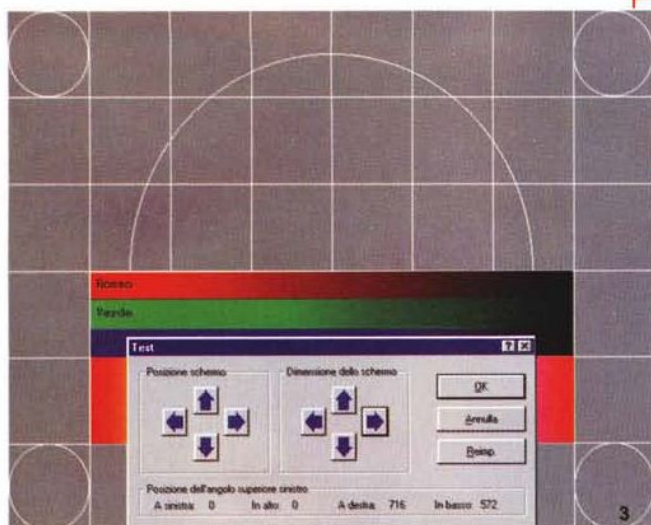 Rosso
Verde
Test
Posizione schermo
Dimensione dello schermo
OK
Annulla
Reimp.
Posizione dell'angolo superiore sinistro
A sinistra: 0 In alto: 0 A destra: 716 In basso: 572
3